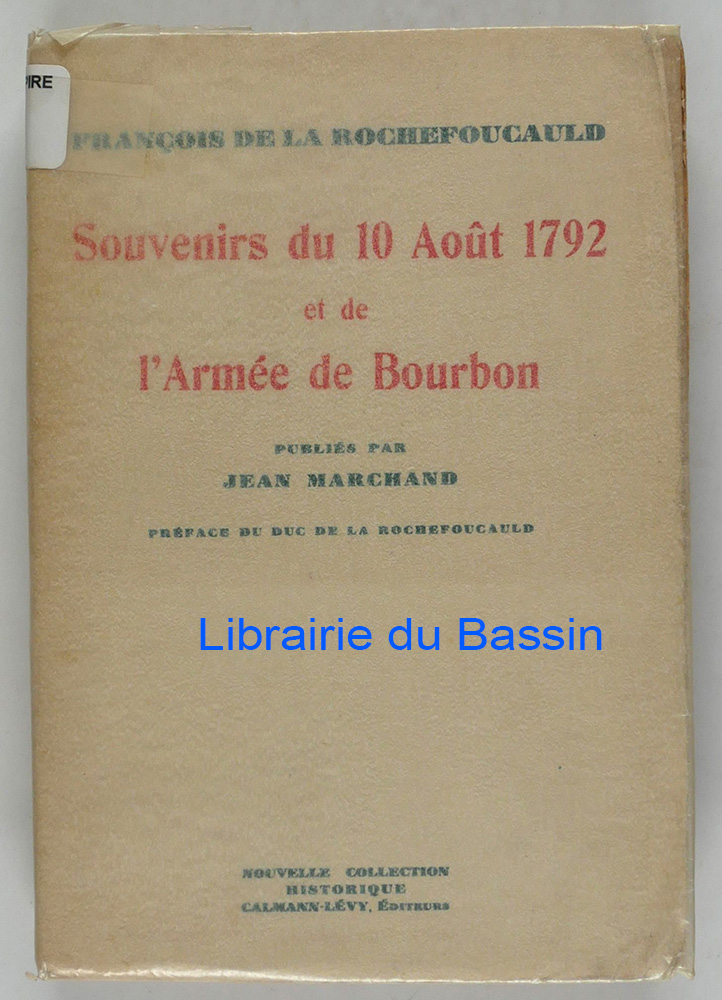 FRANÇOIS DE LA ROCHEFOUCAULD
Souvenirs du 10 Août 1792
et de
l'Armée de Bourbon
PUBLIÉS PAR
JEAN MARCHAND
PRÉFACE DU DUC DE LA ROCHEFOUCAULD
Librairie du Bassin
NOUVELLE COLLECTION
HISTORIQUE
CALMANN-LÉVY, ÉDITEURS